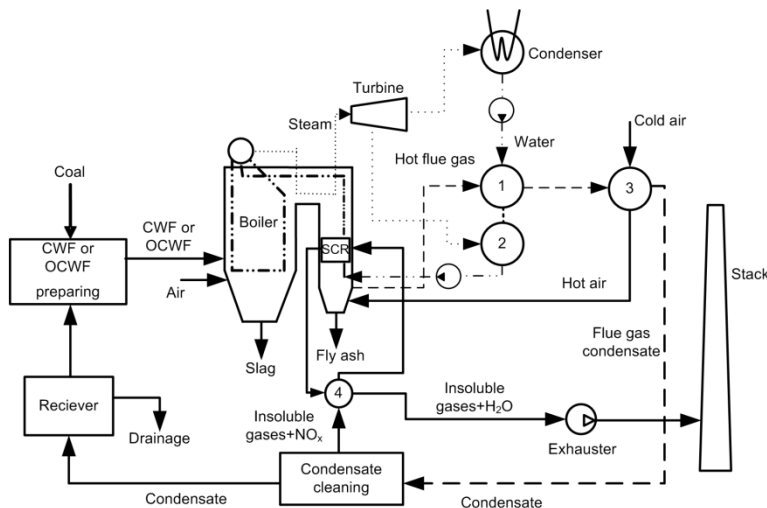 Condenser
Turbine
Steam
Cold air
Water
Hot flue gas
Coal
1
3
CWF or
OCWF
Boiler
CWF or
OCWF
preparing
SCR
2
Stack
Air
Hot air
Slag
Fly ash
Flue gas
condensate
4
Insoluble
gases+H₂O
Reciever
Insoluble
gases+NOₓ
Drainage
Exhauster
Condensate
cleaning
Condensate
Condensate